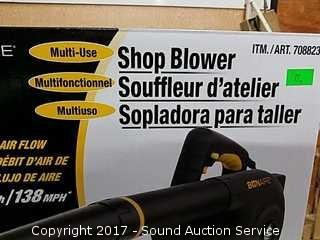 Multi-Use
Multifonctionnel
Multiuso
Shop Blower
Souffleur d'atelier
Sopladora para taller
ITM./ART. 708823
AIR FLOW
DÉBIT D'AIR DE
LUJO DE AIRE
/138 MPH*
Copyright 2017 - Sound Auction Service